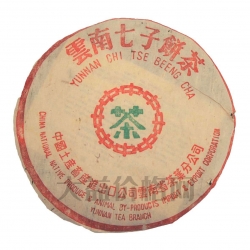 雲南七子餅茶
YUNNAN CHI TSE BEENG CHA
茶
中國土產畜產進出口公司雲南省茶葉分公司
CHINA NATIONAL NATIVE PRODUCE & ANIMAL BY-PRODUCTS IMPORT & EXPORT CORPORATION
YUNNAN TEA BRANCH